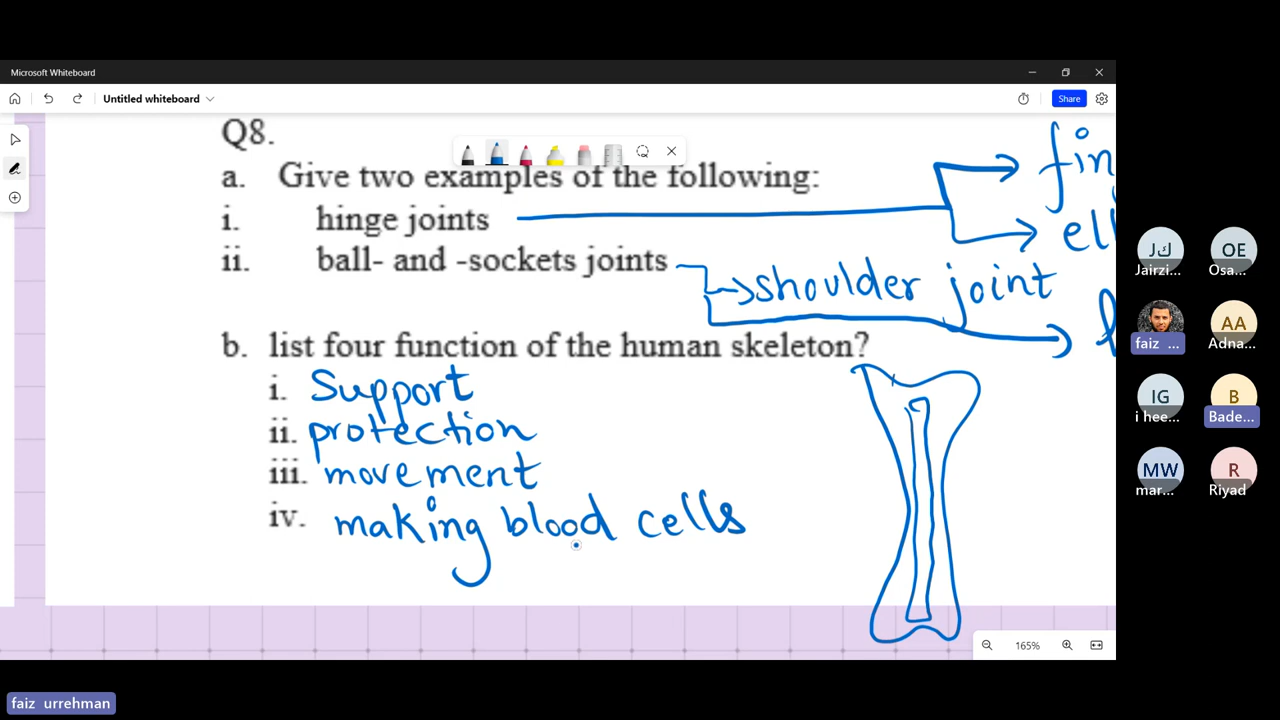 Microsoft Whiteboard
Untitled whiteboard
Share
Q8.
a. Give two examples of the following:
i. hinge joints
fin
ell
ii. ball- and -sockets joints
shoulder joint
b. list four function of the human skeleton?
i. Support
ii. protection
iii. movement
iv. making blood cells
165%
Jairzi...
OE
Osa...
faiz ...
AA
Adna...
IG
i hee...
B
Bade...
MW
mar...
R
Riyad
faiz urrehman